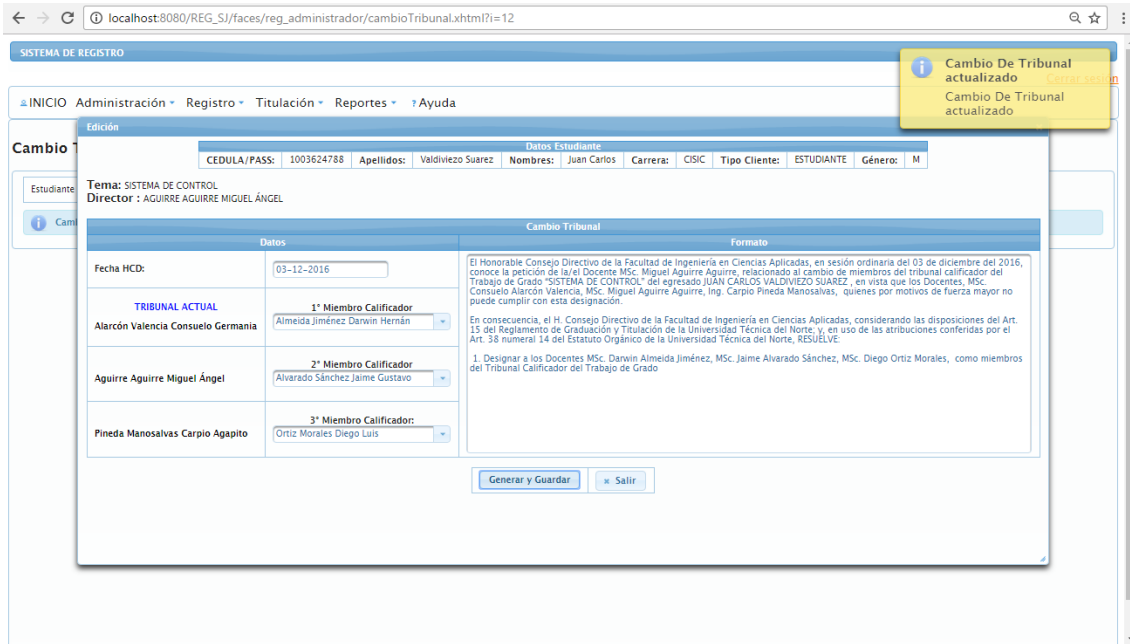 localhost:8080/REG_SJ/faces/reg_administrador/cambioTribunal.xhtml?i=12
SISTEMA DE REGISTRO
Cambio De Tribunal
actualizado
Cambio De Tribunal
actualizado
Cerrar sesión
INICIO Administración Registro Titulación Reportes ? Ayuda
Edición
Cambio T
Datos Estudiante
CEDULA/PASS: 1003624788 Apellidos: Valdiviezo Suarez Nombres: Juan Carlos Carrera: CISIC Tipo Cliente: ESTUDIANTE Género: M
Estudiante
Tema: SISTEMA DE CONTROL
Director : AGUIRRE AGUIRRE MIGUEL ÁNGEL
Cambio Tribunal
Datos
Formato
Fecha HCD: 03-12-2016
TRIBUNAL ACTUAL
Alarcón Valencia Consuelo Germania
1° Miembro Calificador
Almeida Jiménez Darwin Hernán
Aguirre Aguirre Miguel Ángel
2° Miembro Calificador
Alvarado Sánchez Jaime Gustavo
Pineda Manosalvas Carpio Agapito
3° Miembro Calificador:
Ortiz Morales Diego Luis
El Honorable Consejo Directivo de la Facultad de Ingeniería en Ciencias Aplicadas, en sesión ordinaria del 03 de diciembre del 2016,
conoce la petición de la/el Docente MSc. Miguel Aguirre Aguirre, relacionado al cambio de miembros del tribunal calificador del
Trabajo de Grado "SISTEMA DE CONTROL" del egresado JUAN CARLOS VALDIVIEZO SUAREZ , en vista que los Docentes, MSc.
Consuelo Alarcón Valencia, MSc. Miguel Aguirre Aguirre, Ing. Carpio Pineda Manosalvas, quienes por motivos de fuerza mayor no
puede cumplir con esta designación.
En consecuencia, el H. Consejo Directivo de la Facultad de Ingeniería en Ciencias Aplicadas, considerando las disposiciones del Art.
15 del Reglamento de Graduación y Titulación de la Universidad Técnica del Norte; y, en uso de las atribuciones conferidas por el
Art. 38 numeral 14 del Estatuto Orgánico de la Universidad Técnica del Norte, RESUELVE:
1. Designar a los Docentes MSc. Darwin Almeida Jiménez, MSc. Jaime Alvarado Sánchez, MSc. Diego Ortiz Morales, como miembros
del Tribunal Calificador del Trabajo de Grado
Generar y Guardar
Salir